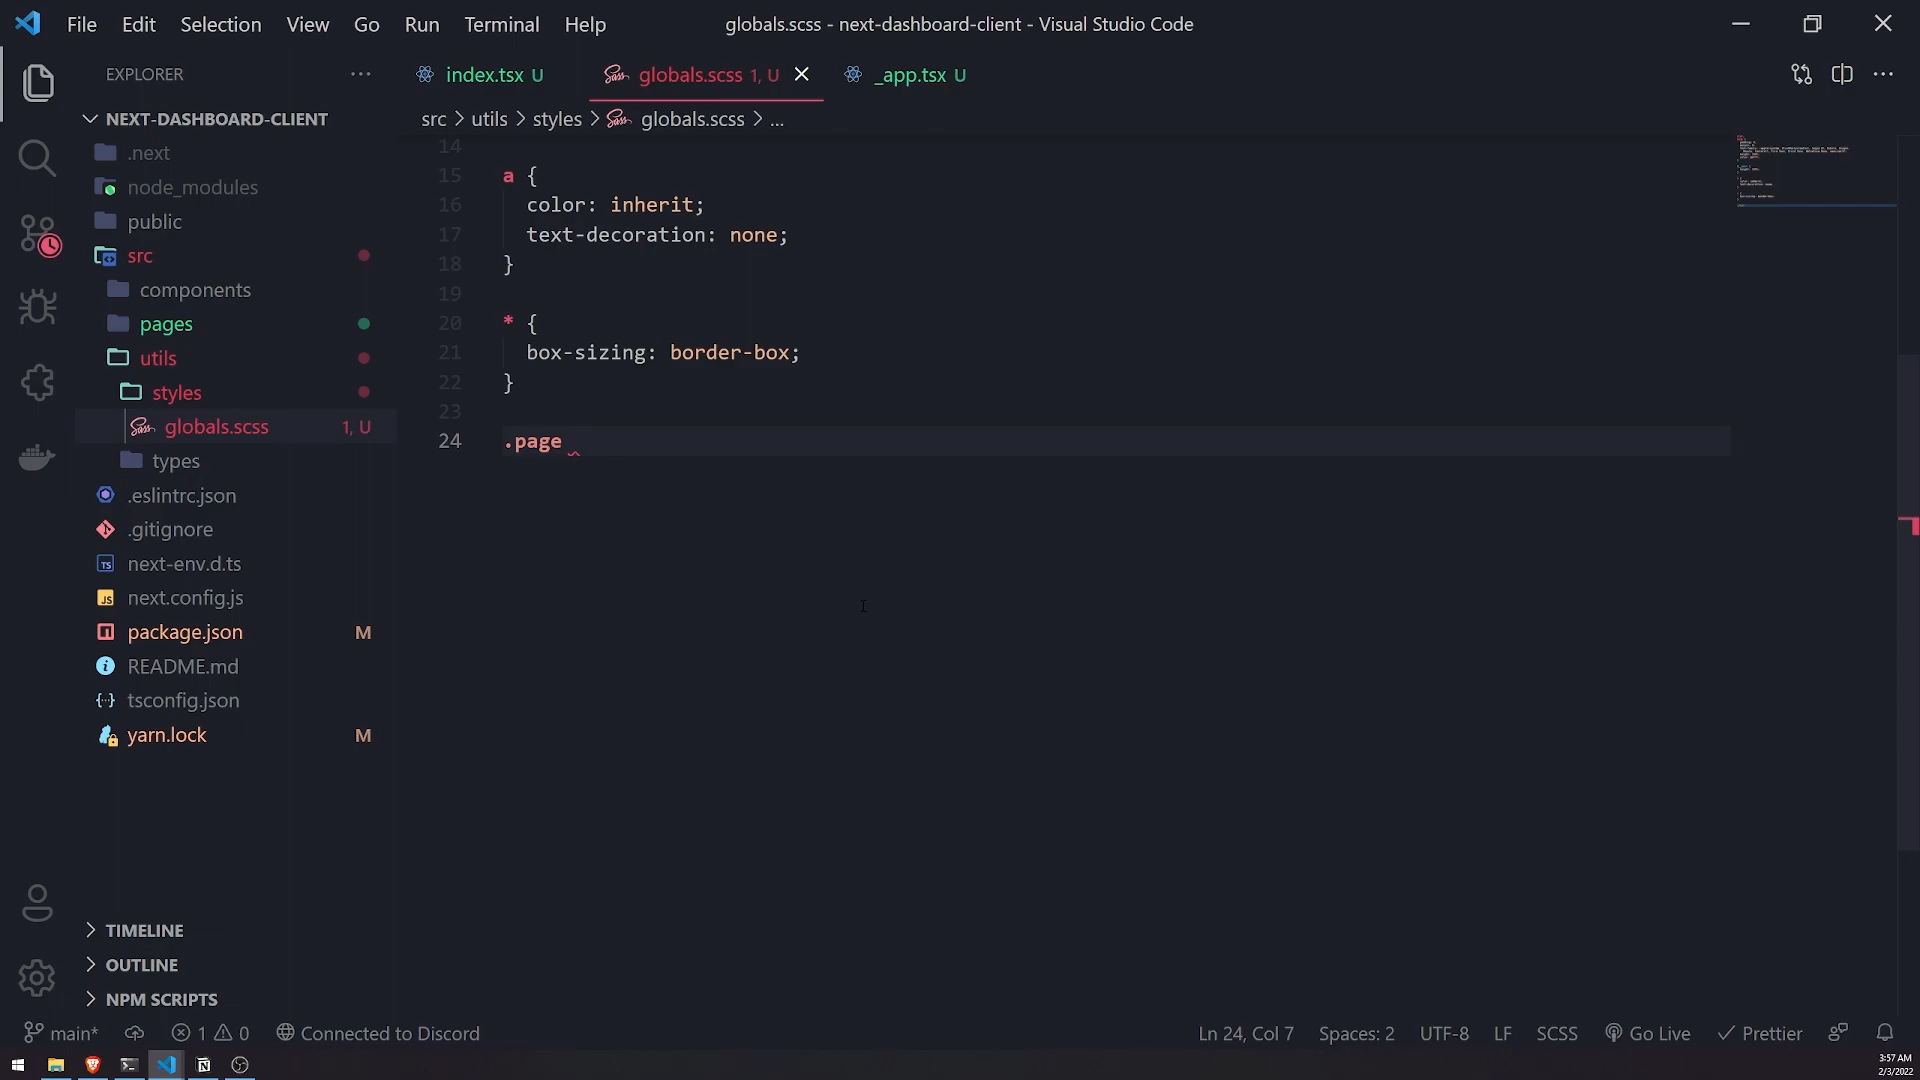 File Edit Selection View Go Run Terminal Help
globals.scss - next-dashboard-client - Visual Studio Code
EXPLORER
index.tsx U
globals.scss 1, U
_app.tsx U
NEXT-DASHBOARD-CLIENT
src > utils > styles > globals.scss > ...
.next
node_modules
public
src
components
pages
utils
styles
globals.scss 1, U
types
.eslintrc.json
.gitignore
next-env.d.ts
next.config.js
package.json M
README.md
tsconfig.json
yarn.lock M
TIMELINE
OUTLINE
NPM SCRIPTS
14
15 a {
16 color: inherit;
17 text-decoration: none;
18 }
19
20 * {
21 box-sizing: border-box;
22 }
23
24 .page
main* 1 0 Connected to Discord
Ln 24, Col 7 Spaces: 2 UTF-8 LF SCSS Go Live Prettier
3:57 AM
2/3/2022